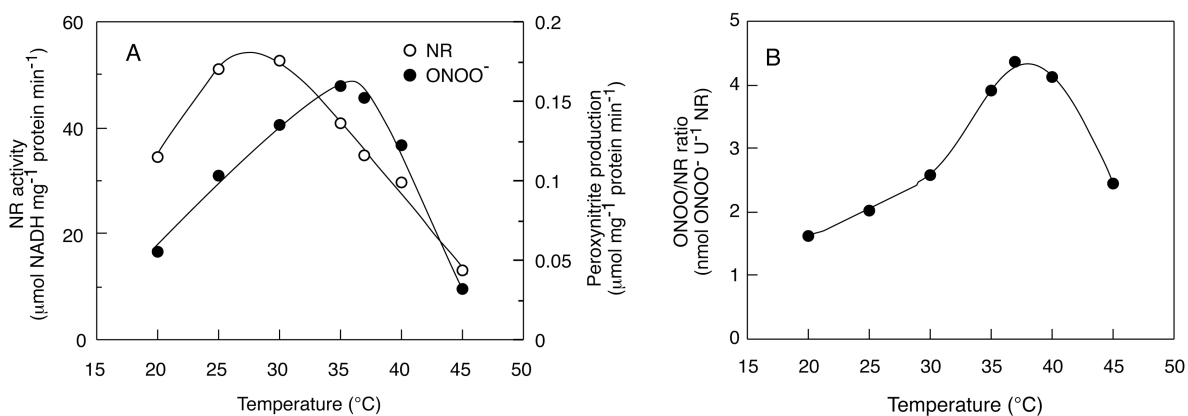 A
NR
ONOO⁻
60
40
20
0
0.2
0.15
0.1
0.05
0
15 20 25 30 35 40 45 50
NR activity
(μmol NADH mg⁻¹ protein min⁻¹)
Peroxynitrite production
(μmol mg⁻¹ protein min⁻¹)
Temperature (°C)
B
5
4
3
2
1
0
15 20 25 30 35 40 45 50
ONOO/NR ratio
(nmol ONOO⁻ U⁻¹ NR)
Temperature (°C)